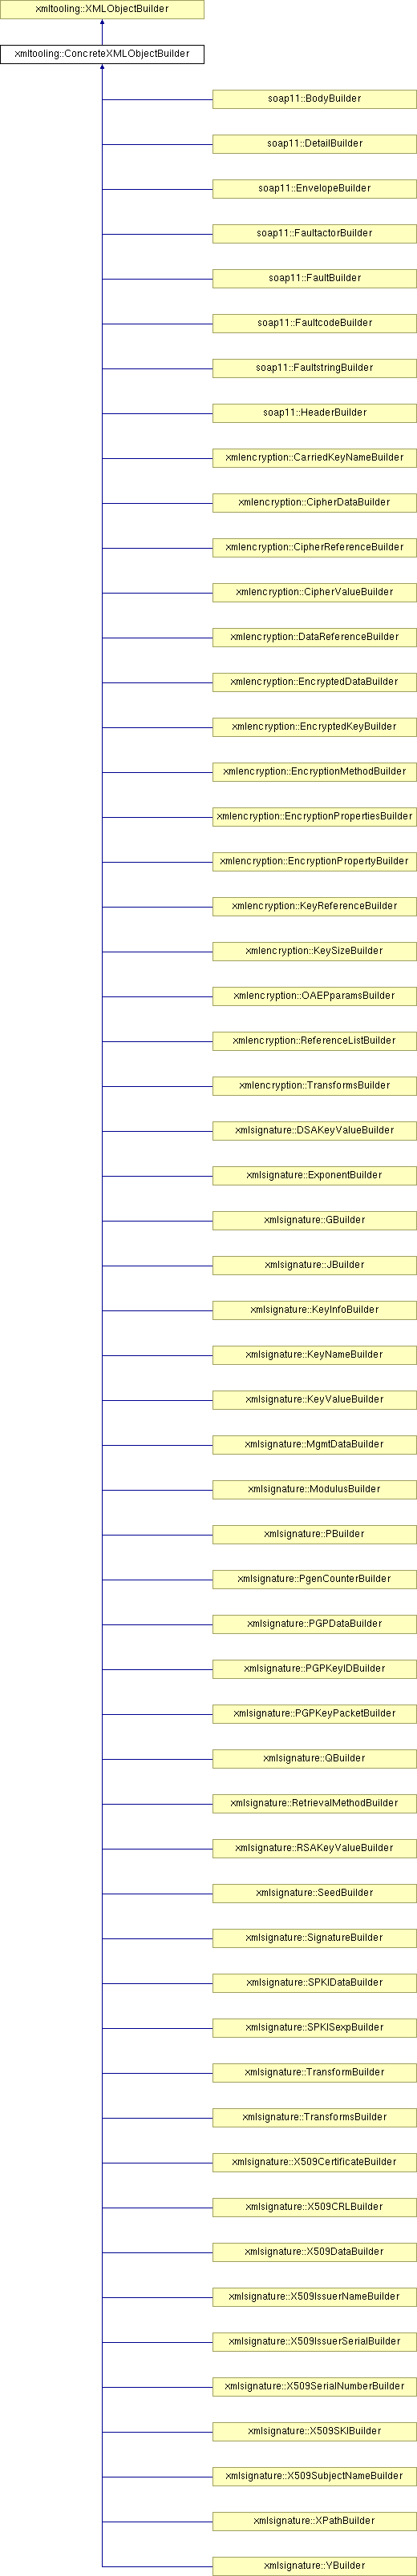 xmltooling::XMLObjectBuilder
xmltooling::ConcreteXMLObjectBuilder
soap11::BodyBuilder
soap11::DetailBuilder
soap11::EnvelopeBuilder
soap11::FaultactorBuilder
soap11::FaultBuilder
soap11::FaultcodeBuilder
soap11::FaultstringBuilder
soap11::HeaderBuilder
xmlencryption::CarriedKeyNameBuilder
xmlencryption::CipherDataBuilder
xmlencryption::CipherReferenceBuilder
xmlencryption::CipherValueBuilder
xmlencryption::DataReferenceBuilder
xmlencryption::EncryptedDataBuilder
xmlencryption::EncryptedKeyBuilder
xmlencryption::EncryptionMethodBuilder
xmlencryption::EncryptionPropertiesBuilder
xmlencryption::EncryptionPropertyBuilder
xmlencryption::KeyReferenceBuilder
xmlencryption::KeySizeBuilder
xmlencryption::OAEPparamsBuilder
xmlencryption::ReferenceListBuilder
xmlencryption::TransformsBuilder
xmlsignature::DSAKeyValueBuilder
xmlsignature::ExponentBuilder
xmlsignature::GBuilder
xmlsignature::JBuilder
xmlsignature::KeyInfoBuilder
xmlsignature::KeyNameBuilder
xmlsignature::KeyValueBuilder
xmlsignature::MgmtDataBuilder
xmlsignature::ModulusBuilder
xmlsignature::PBuilder
xmlsignature::PgenCounterBuilder
xmlsignature::PGPDataBuilder
xmlsignature::PGPKeyIDBuilder
xmlsignature::PGPKeyPacketBuilder
xmlsignature::QBuilder
xmlsignature::RetrievalMethodBuilder
xmlsignature::RSAKeyValueBuilder
xmlsignature::SeedBuilder
xmlsignature::SignatureBuilder
xmlsignature::SPKIDataBuilder
xmlsignature::SPKISexpBuilder
xmlsignature::TransformBuilder
xmlsignature::TransformsBuilder
xmlsignature::X509CertificateBuilder
xmlsignature::X509CRLBuilder
xmlsignature::X509DataBuilder
xmlsignature::X509IssuerNameBuilder
xmlsignature::X509IssuerSerialBuilder
xmlsignature::X509SerialNumberBuilder
xmlsignature::X509SKIBuilder
xmlsignature::X509SubjectNameBuilder
xmlsignature::XPathBuilder
xmlsignature::YBuilder